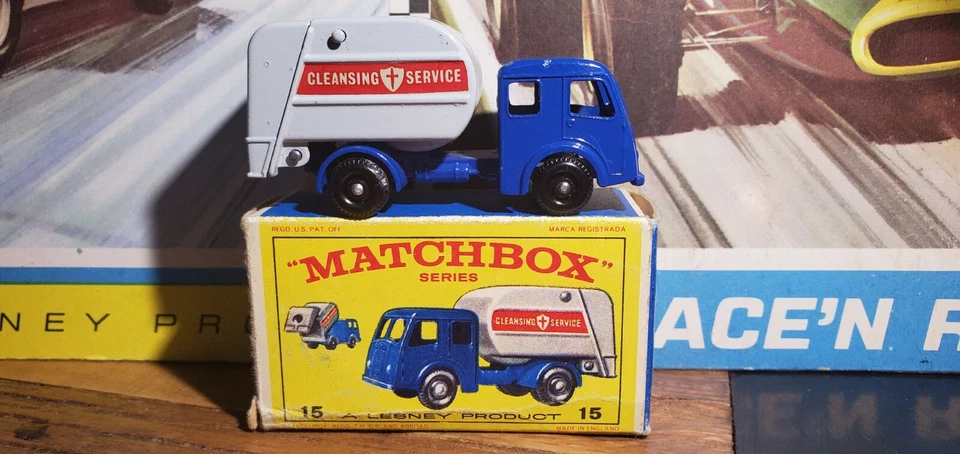 CLEANSING SERVICE
REGD. U.S. PAT. OFF. MARCA REGISTRADA
"MATCHBOX"
SERIES
CLEANSING SERVICE
15 A LESNEY PRODUCT 15
MADE IN ENGLAND
NEY PR
ACE'N R